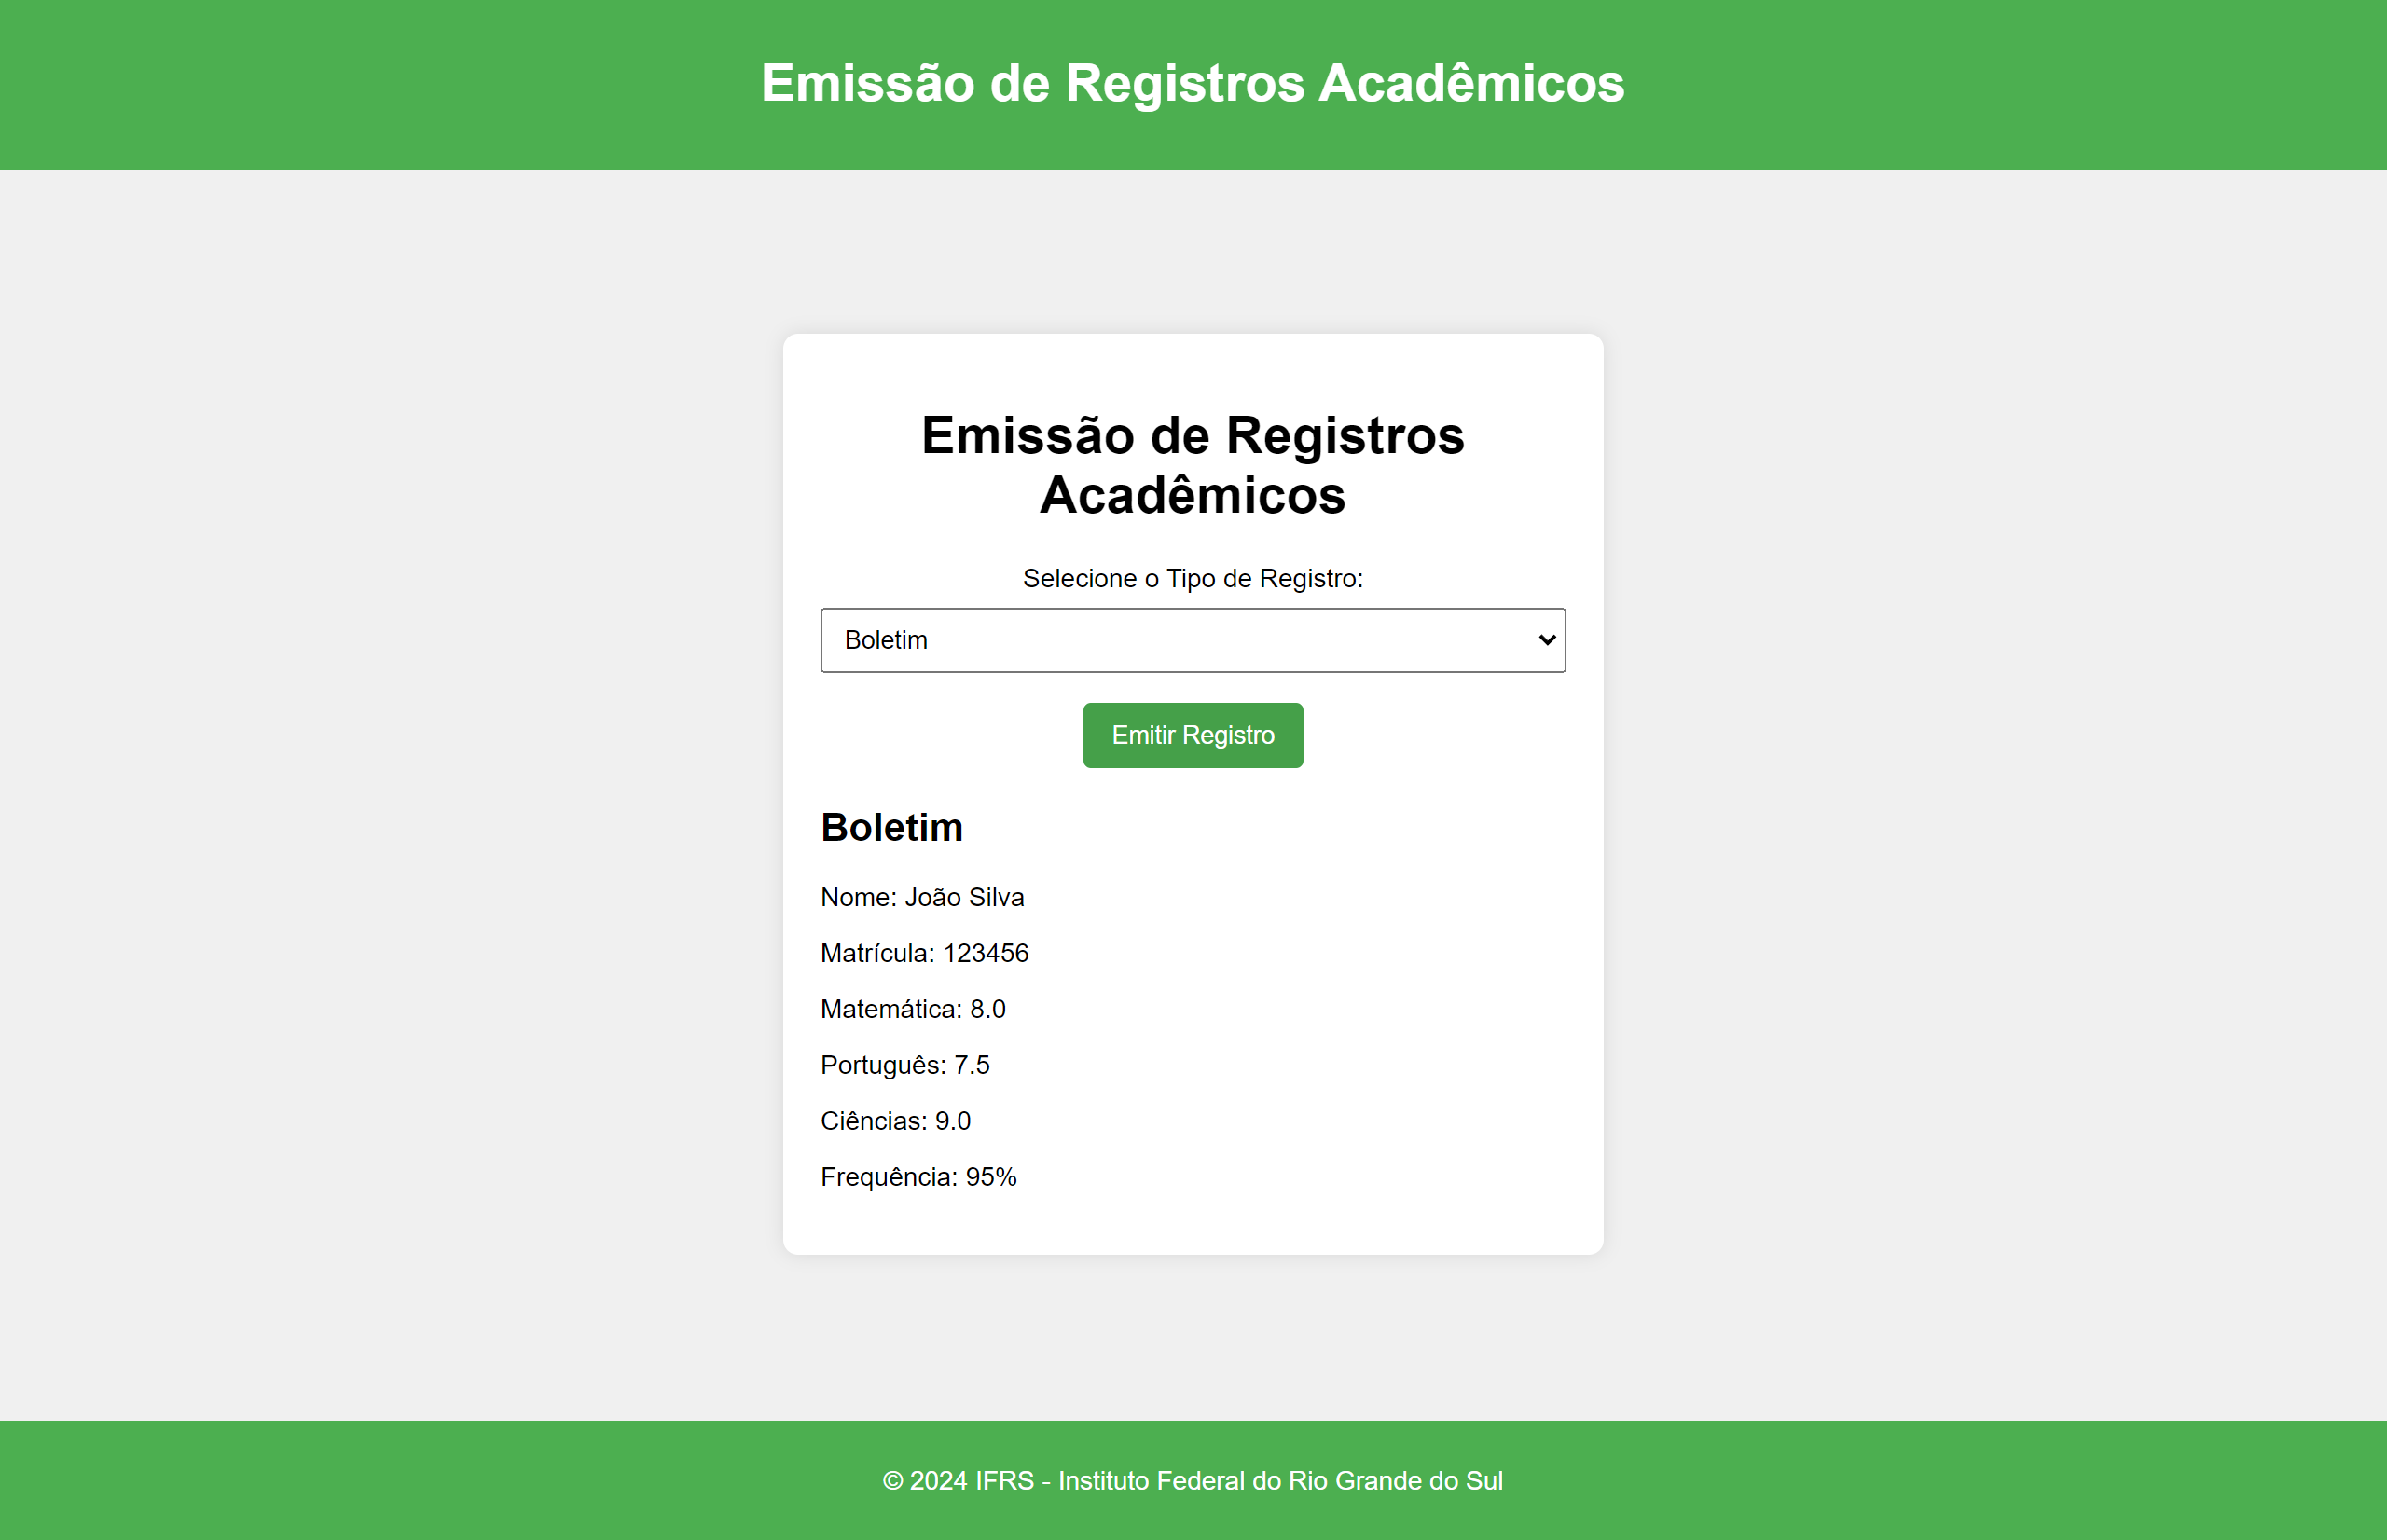 Emissão de Registros Acadêmicos
Emissão de Registros
Acadêmicos
Selecione o Tipo de Registro:
Boletim
Emitir Registro
Boletim
Nome: João Silva
Matrícula: 123456
Matemática: 8.0
Português: 7.5
Ciências: 9.0
Frequência: 95%
© 2024 IFRS - Instituto Federal do Rio Grande do Sul